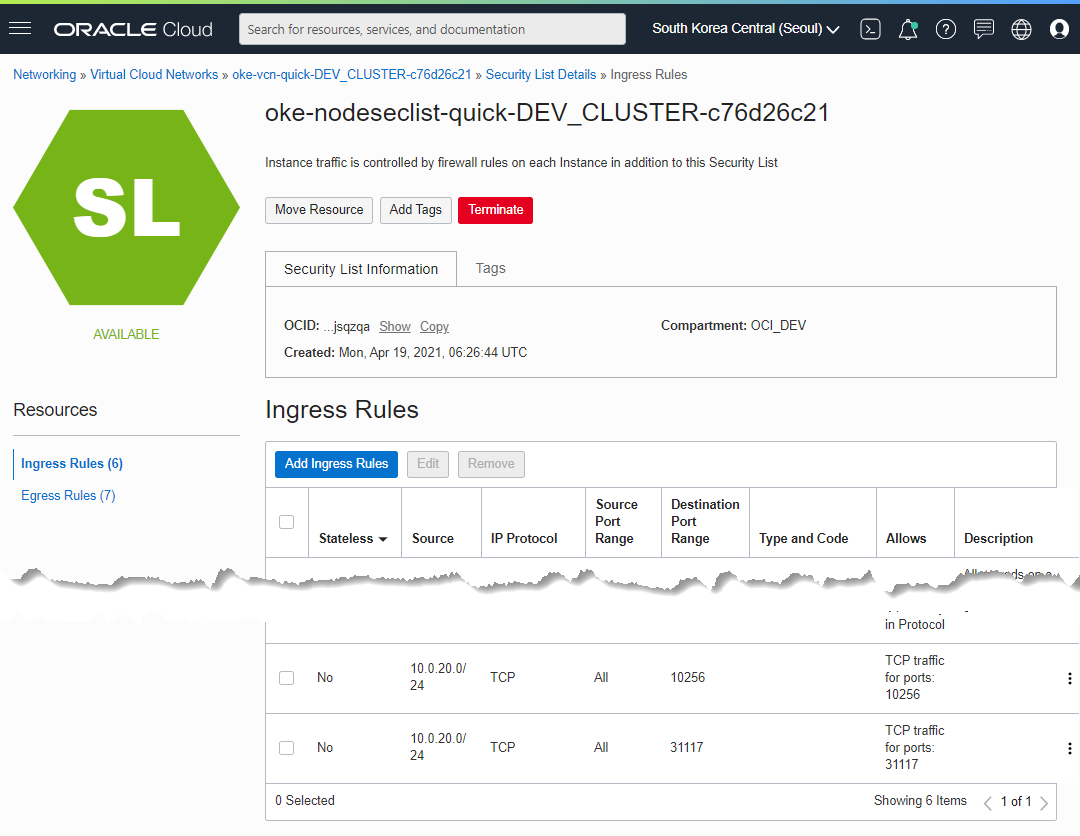 ORACLE Cloud
Search for resources, services, and documentation
South Korea Central (Seoul)
Networking » Virtual Cloud Networks » oke-vcn-quick-DEV_CLUSTER-c76d26c21 » Security List Details » Ingress Rules
SL
AVAILABLE
oke-nodeseclist-quick-DEV_CLUSTER-c76d26c21
Instance traffic is controlled by firewall rules on each Instance in addition to this Security List
Move Resource
Add Tags
Terminate
Security List Information
Tags
OCID: ...jsqzqa Show Copy
Compartment: OCI_DEV
Created: Mon, Apr 19, 2021, 06:26:44 UTC
Resources
Ingress Rules (6)
Egress Rules (7)
Ingress Rules
Add Ingress Rules
Edit
Remove
Stateless
Source
IP Protocol
Source
Port
Range
Destination
Port
Range
Type and Code
Allows
Description
in Protocol
No
10.0.20.0/
24
TCP
All
10256
TCP traffic
for ports:
10256
No
10.0.20.0/
24
TCP
All
31117
TCP traffic
for ports:
31117
0 Selected
Showing 6 Items
1 of 1